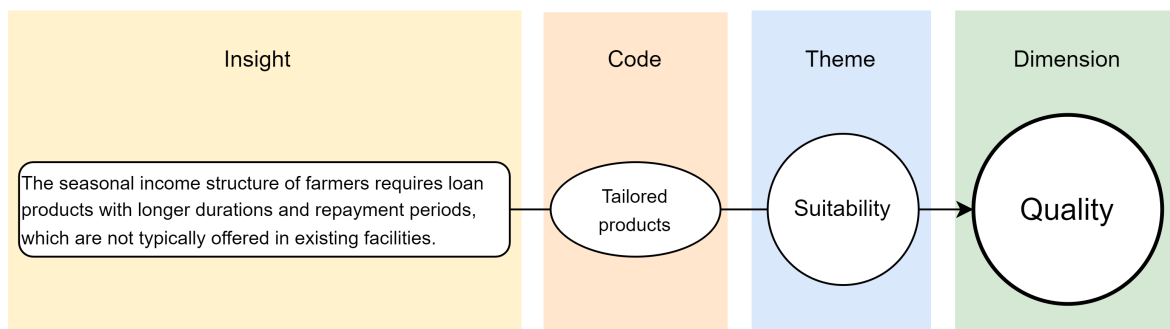 Insight
Code
Theme
Dimension
The seasonal income structure of farmers requires loan
products with longer durations and repayment periods,
which are not typically offered in existing facilities.
Tailored
products
Suitability
Quality